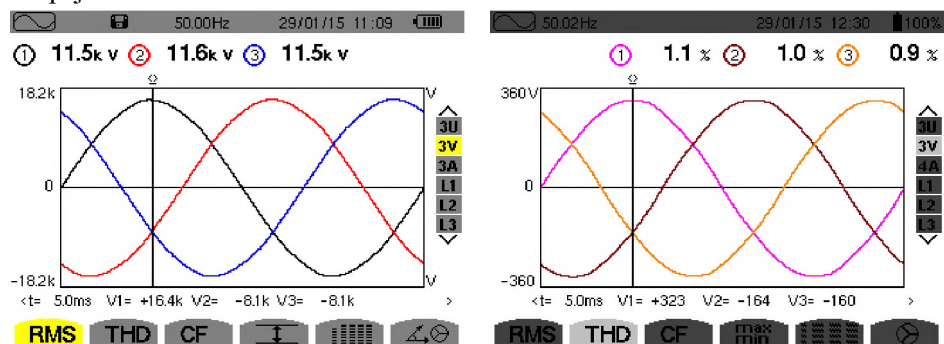 50.00Hz 29/01/15 11:09
1 11.5k V 2 11.6k V 3 11.5k V
18.2k V
3U
3V
3A
0 L1
L2
L3
-18.2k V
<t= 5.0ms V1= +16.4k V2= -8.1k V3= -8.1k >
RMS THD CF
50.02Hz 29/01/15 12:30 100%
1 1.1 % 2 1.0 % 3 0.9 %
360V
3U
3V
4A
0 L1
L2
L3
-360
<t= 5.0ms V1= +323 V2= -164 V3= -160 >
RMS THD CF max
min